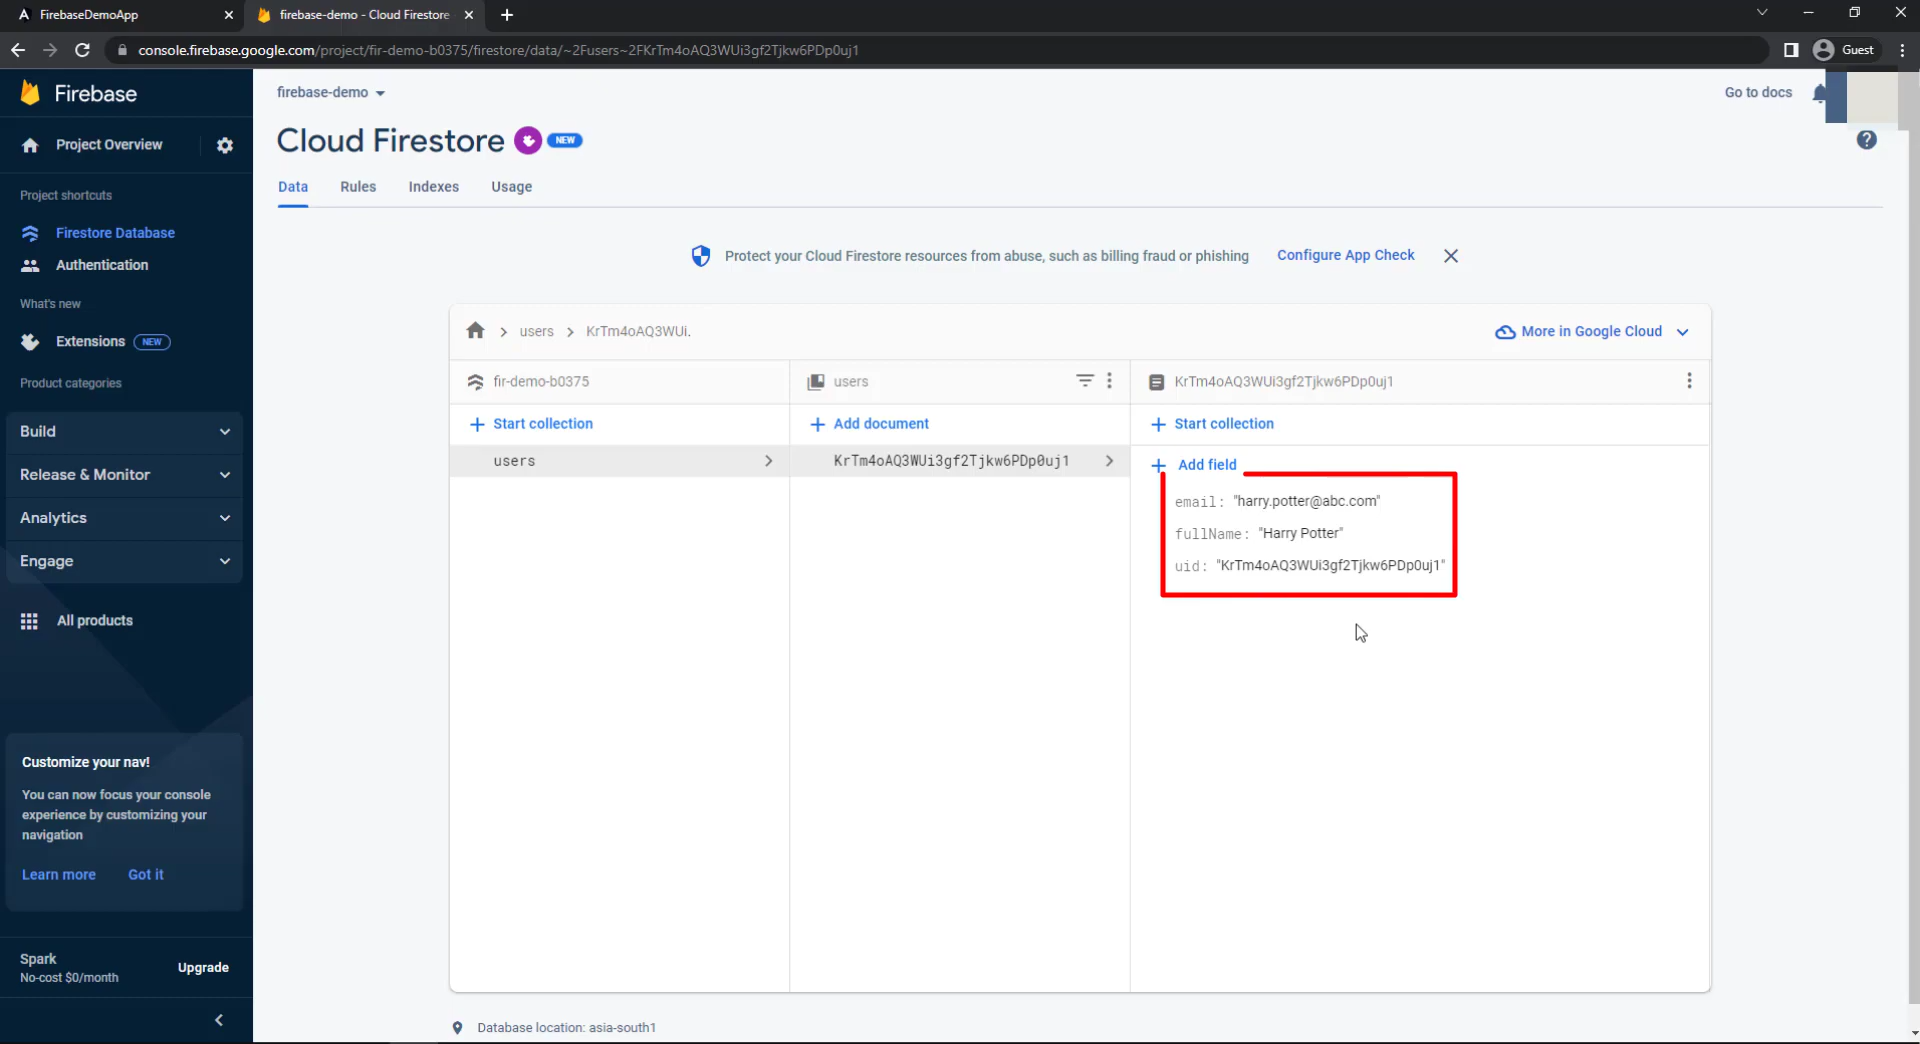 FirebaseDemoApp
firebase-demo - Cloud Firestore
console.firebase.google.com/project/fir-demo-b0375/firestore/data/~2Fusers~2FKrTm4oAQ3WUi3gf2Tjkw6PDp0uj1
Guest
Firebase
Project Overview
Project shortcuts
Firestore Database
Authentication
What's new
Extensions NEW
Product categories
Build
Release & Monitor
Analytics
Engage
All products
Customize your nav!
You can now focus your console
experience by customizing your
navigation
Learn more Got it
Spark
No-cost $0/month
Upgrade
firebase-demo
Go to docs
Cloud Firestore NEW
Data Rules Indexes Usage
Protect your Cloud Firestore resources from abuse, such as billing fraud or phishing Configure App Check
users KrTm4oAQ3WUi.
More in Google Cloud
fir-demo-b0375
Start collection
users
users
Add document
KrTm4oAQ3WUi3gf2Tjkw6PDp0uj1
KrTm4oAQ3WUi3gf2Tjkw6PDp0uj1
Start collection
Add field
email: "harry.potter@abc.com"
fullName: "Harry Potter"
uid: "KrTm4oAQ3WUi3gf2Tjkw6PDp0uj1"
Database location: asia-south1